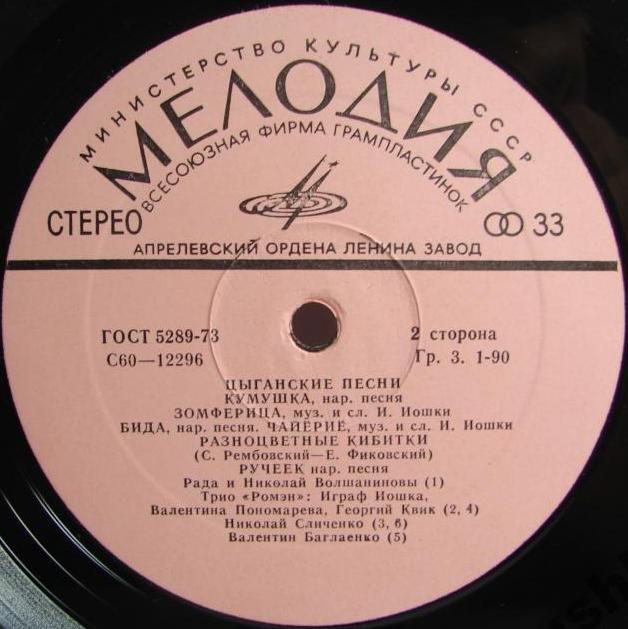 МИНИСТЕРСТВО КУЛЬТУРЫ СССР
МЕЛОДИЯ
ВСЕСОЮЗНАЯ ФИРМА ГРАМПЛАСТИНОК
СТЕРЕО 33
АПРЕЛЕВСКИЙ ОРДЕНА ЛЕНИНА ЗАВОД
ГОСТ 5289-73 2 сторона
С60—12296 Гр. 3. 1-90
ЦЫГАНСКИЕ ПЕСНИ
КУМУШКА, нар. песня
ЗОМФЕРИЦА, муз. и сл. И. Иошки
БИДА, нар. песня. ЧАЙЁРИЕ, муз. и сл. И. Иошки
РАЗНОЦВЕТНЫЕ КИБИТКИ
(С. Рембовский—Е. Фиковский)
РУЧЕЕК нар. песня
Рада и Николай Волшаниновы (1)
Трио «Ромэн»: Играф Иошка,
Валентина Пономарева, Георгий Квик (2, 4)
Николай Сличенко (3, 6)
Валентин Баглаенко (5)